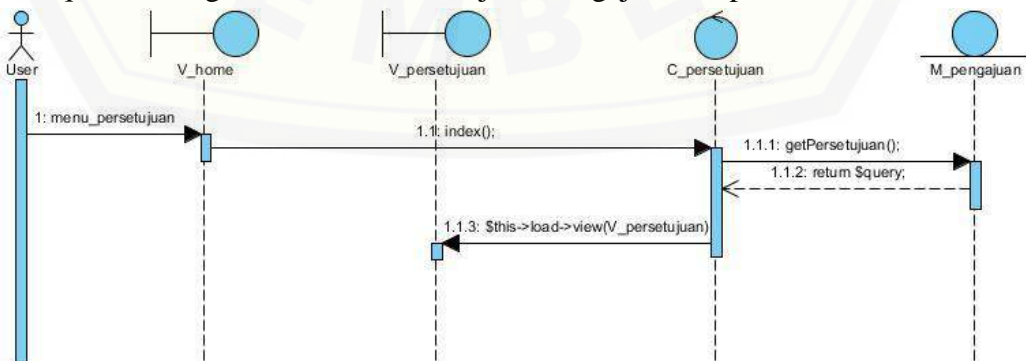 User
V_home
V_persetujuan
C_persetujuan
M_pengajuan
1: menu_persetujuan
1.1: index();
1.1.1: getPersetujuan();
1.1.2: return $query;
1.1.3: $this->load->view(V_persetujuan)